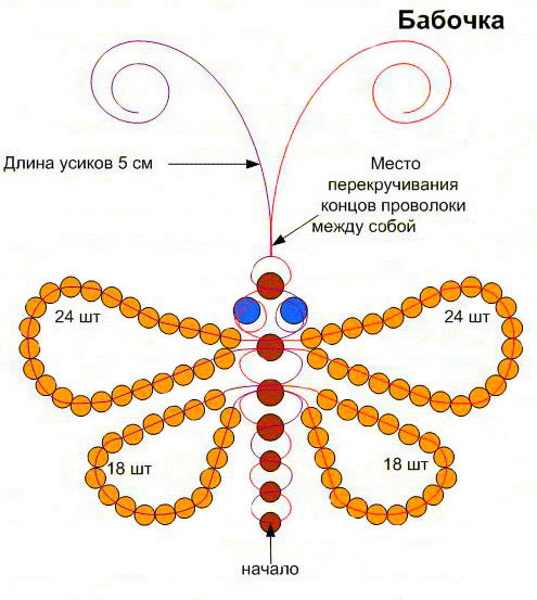 Бабочка
Длина усиков 5 см
Место
перекручивания
концов проволоки
между собой
24 шт
24 шт
18 шт
18 шт
начало